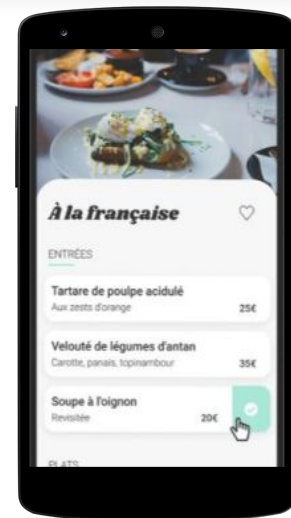 À la française
ENTRÉES
Tartare de poulpe acidulé
Aux zests d'orange
25€
Velouté de légumes d'antan
Carotte, panais, topinambour
35€
Soupe à l'oignon
Revisitée
20€
PLATS